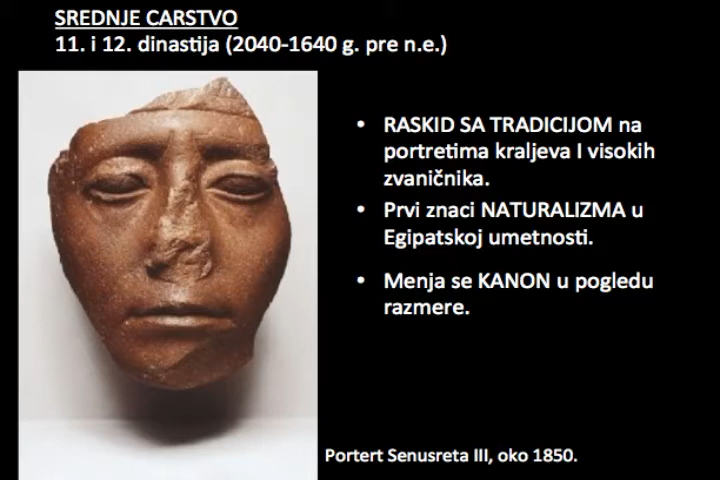 SREDNJE CARSTVO
11. i 12. dinastija (2040-1640 g. pre n.e.)
• RASKID SA TRADICIJOM na
portretima kraljeva I visokih
zvaničnika.
• Prvi znaci NATURALIZMA u
Egipatskoj umetnosti.
• Menja se KANON u pogledu
razmere.
Portert Senusreta III, oko 1850.